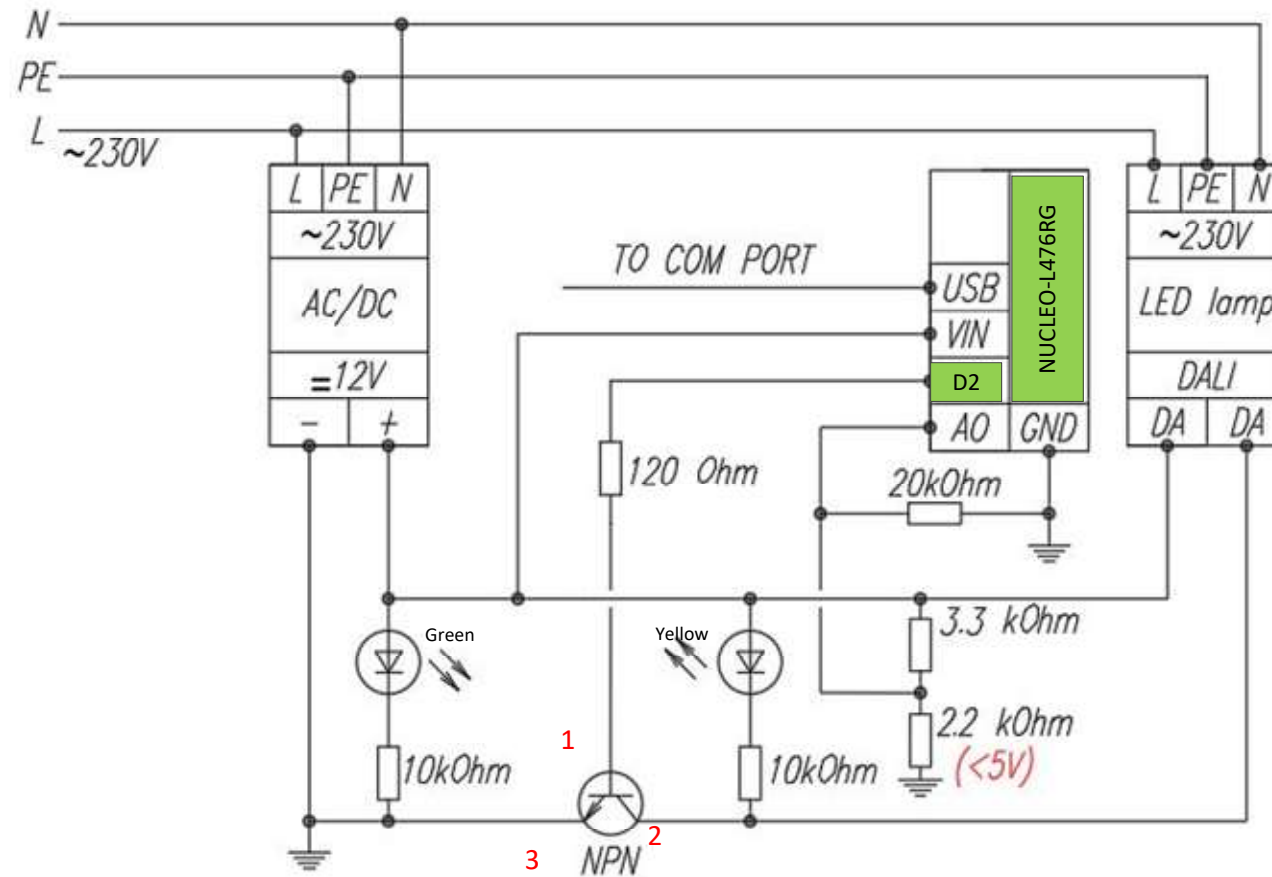 N
PE
L
~230V
L PE N
~230V
AC/DC
=12V
- +
TO COM PORT
USB
VIN
D2
AO GND
NUCLEO-L476RG
L PE N
~230V
LED lamp
DALI
DA DA
120 Ohm
20kOhm
Green
Yellow
3.3 kOhm
2.2 kOhm
(<5V)
10kOhm
10kOhm
1
2
3
NPN